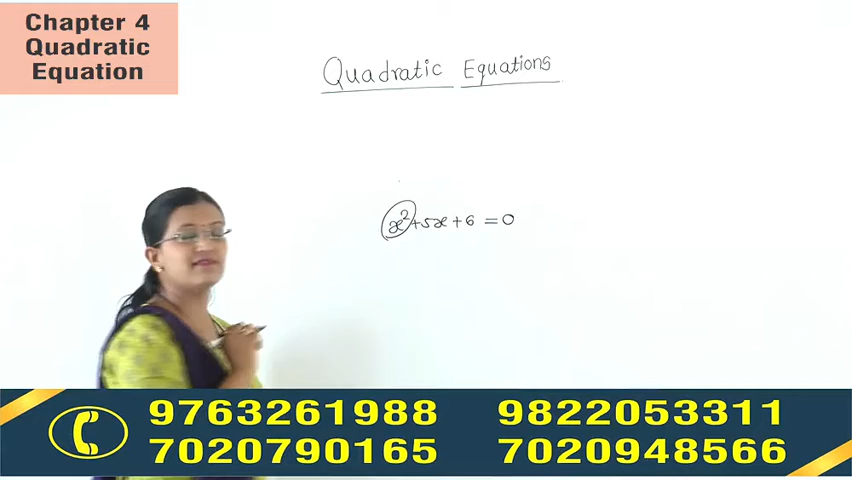 Chapter 4
Quadratic
Equation
Quadratic Equations
x²+5x+6=0
9763261988 9822053311
7020790165 7020948566